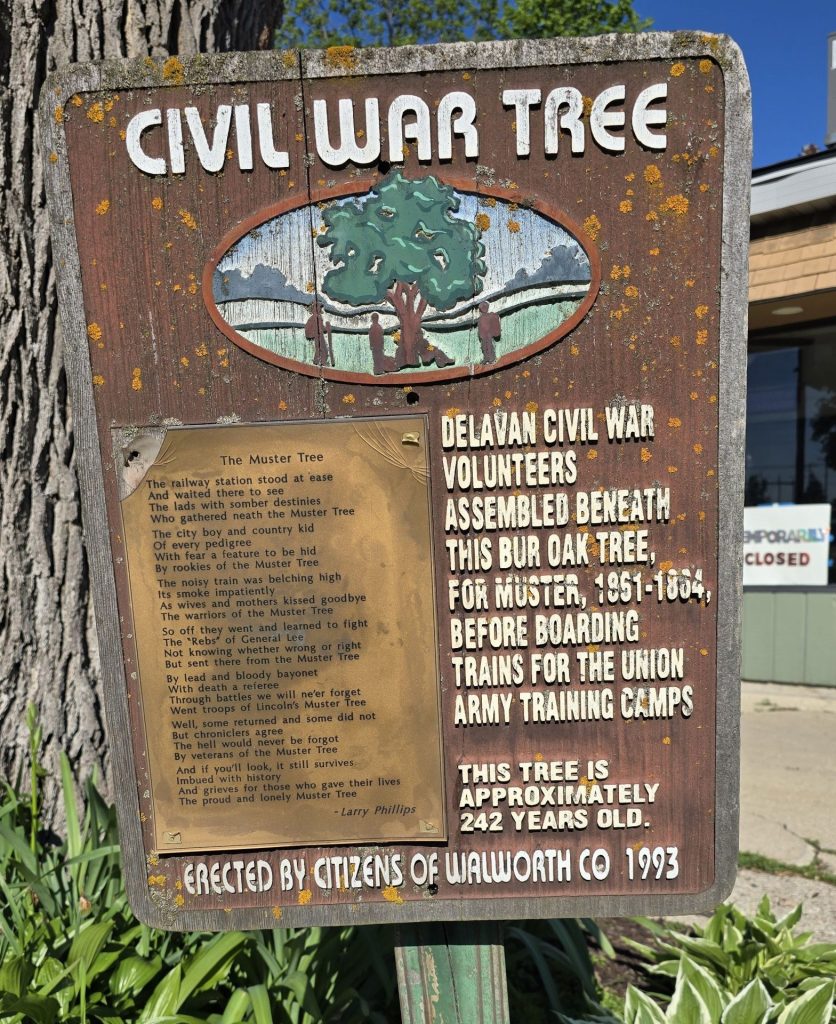 CIVIL WAR TREE
The Muster Tree
The railway station stood at ease
And waited there to see
The lads with somber destinies
Who gathered neath the Muster Tree
The city boy and country kid
Of every pedigree
With fear a feature to be hid
By rookies of the Muster Tree
The noisy train was belching high
Its smoke impatiently
As wives and mothers kissed goodbye
The warriors of the Muster Tree
So off they went and learned to fight
The "Rebs" of General Lee
Not knowing whether wrong or right
But sent there from the Muster Tree
By lead and bloody bayonet
With death a referee
Through battles we will ne'er forget
Went troops of Lincoln's Muster Tree
Well, some returned and some did not
But chroniclers agree
The hell would never be forgot
By veterans of the Muster Tree
And if you'll look, it still survives
Imbued with history
And grieves for those who gave their lives
The proud and lonely Muster Tree
- Larry Phillips
DELAVAN CIVIL WAR
VOLUNTEERS
ASSEMBLED BENEATH
THIS BUR OAK TREE,
FOR MUSTER, 1861-1864,
BEFORE BOARDING
TRAINS FOR THE UNION
ARMY TRAINING CAMPS
THIS TREE IS
APPROXIMATELY
242 YEARS OLD.
ERECTED BY CITIZENS OF WALWORTH CO 1993
CLOSED